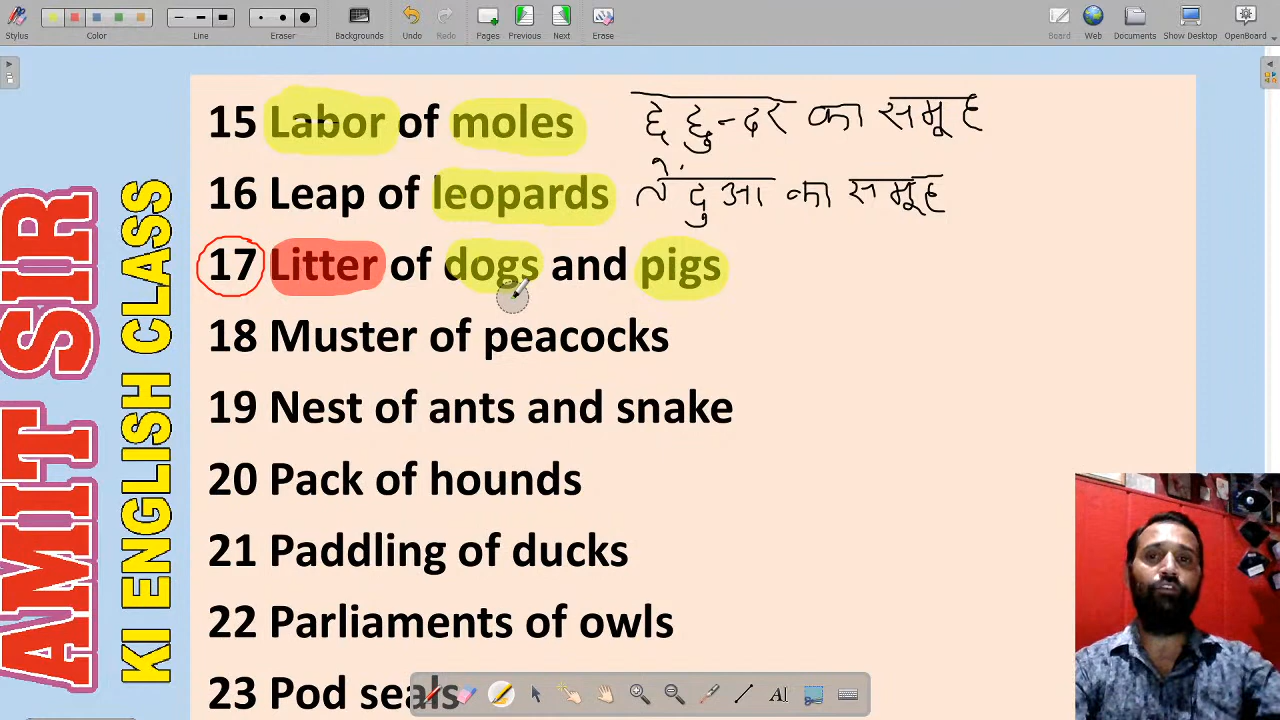 Stylus Color Line Eraser Backgrounds Undo Redo Pages Previous Next Erase Board Web Documents Show Desktop OpenBoard
AMIT SIR
KI ENGLISH CLASS
15 Labor of moles छछुन्दर का समूह
16 Leap of leopards तेंदुआ का समूह
17 Litter of dogs and pigs
18 Muster of peacocks
19 Nest of ants and snake
20 Pack of hounds
21 Paddling of ducks
22 Parliaments of owls
23 Pod seals